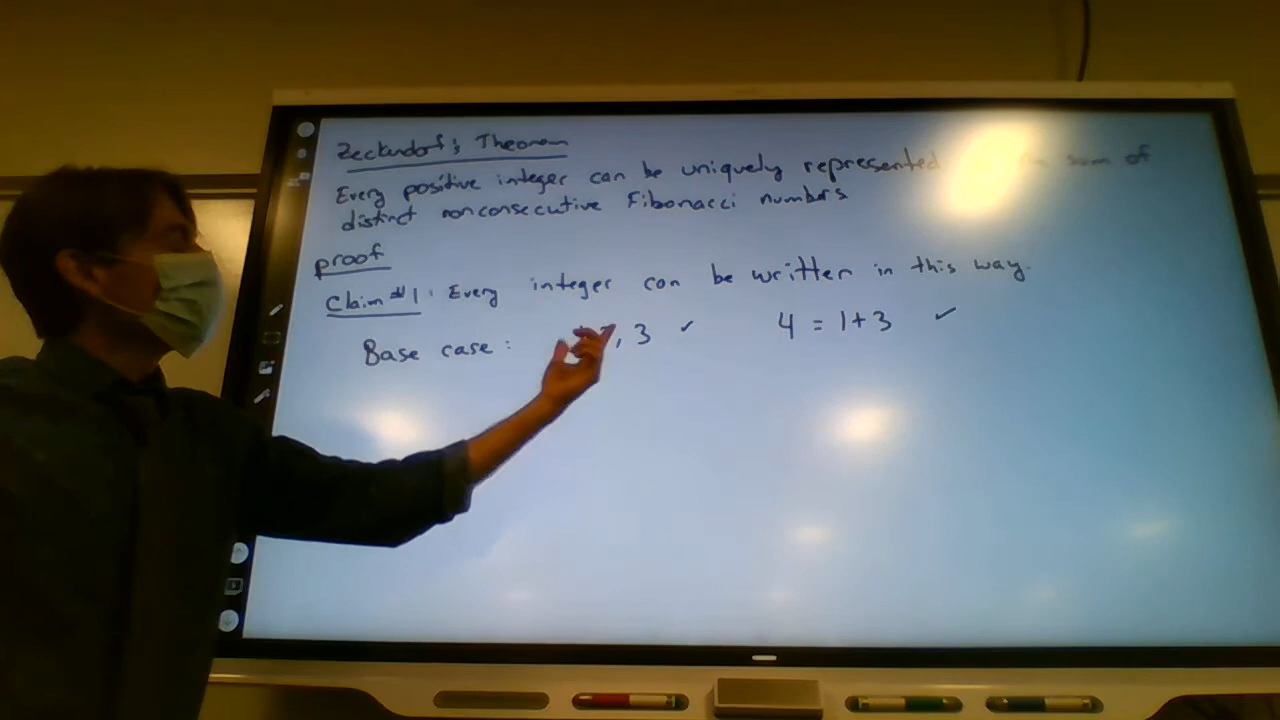 Zeckendorf's Theorem
Every positive integer can be uniquely represented sum of
distinct nonconsecutive Fibonacci numbers
proof
Claim #1: Every integer can be written in this way.
Base case: , 3 ✓ 4 = 1+3 ✓